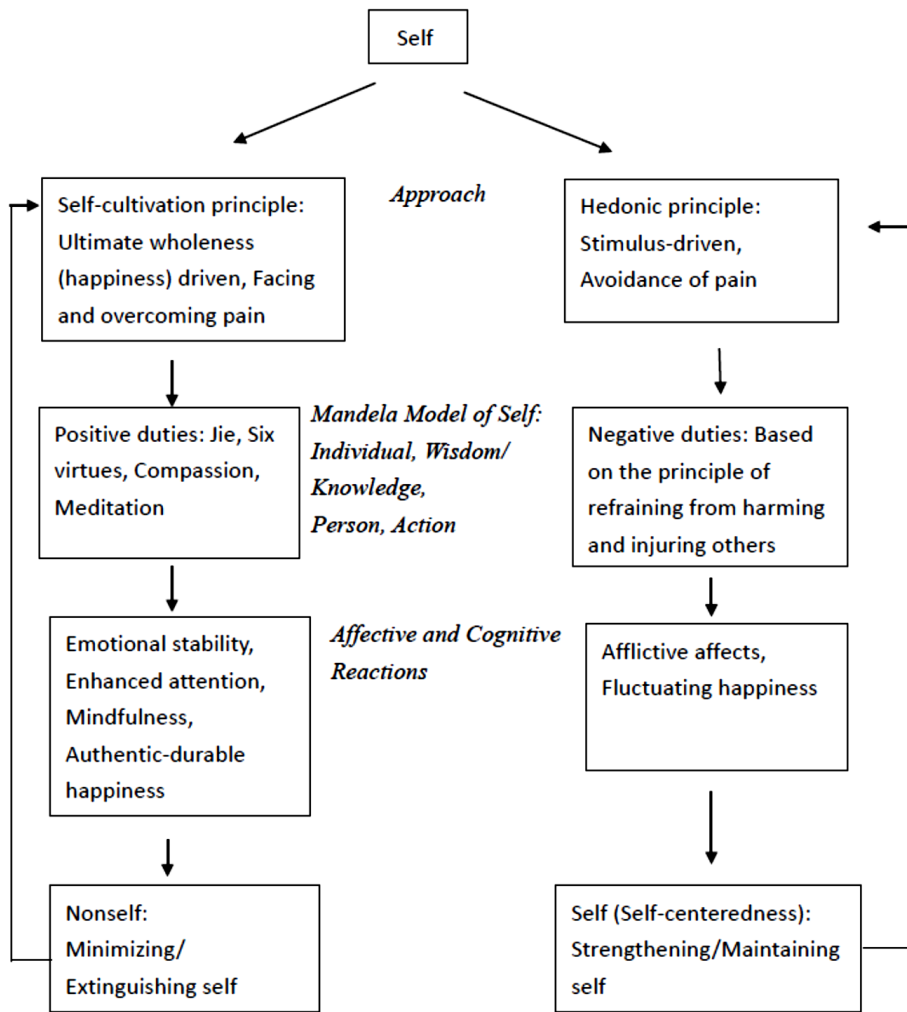 Self
Approach
Self-cultivation principle:
Ultimate wholeness
(happiness) driven, Facing
and overcoming pain
Hedonic principle:
Stimulus-driven,
Avoidance of pain
Positive duties: Jie, Six
virtues, Compassion,
Meditation
Mandela Model of Self:
Individual, Wisdom/
Knowledge,
Person, Action
Negative duties: Based
on the principle of
refraining from harming
and injuring others
Emotional stability,
Enhanced attention,
Mindfulness,
Authentic-durable
happiness
Affective and Cognitive
Reactions
Afflictive affects,
Fluctuating happiness
Nonself:
Minimizing/
Extinguishing self
Self (Self-centeredness):
Strengthening/Maintaining
self